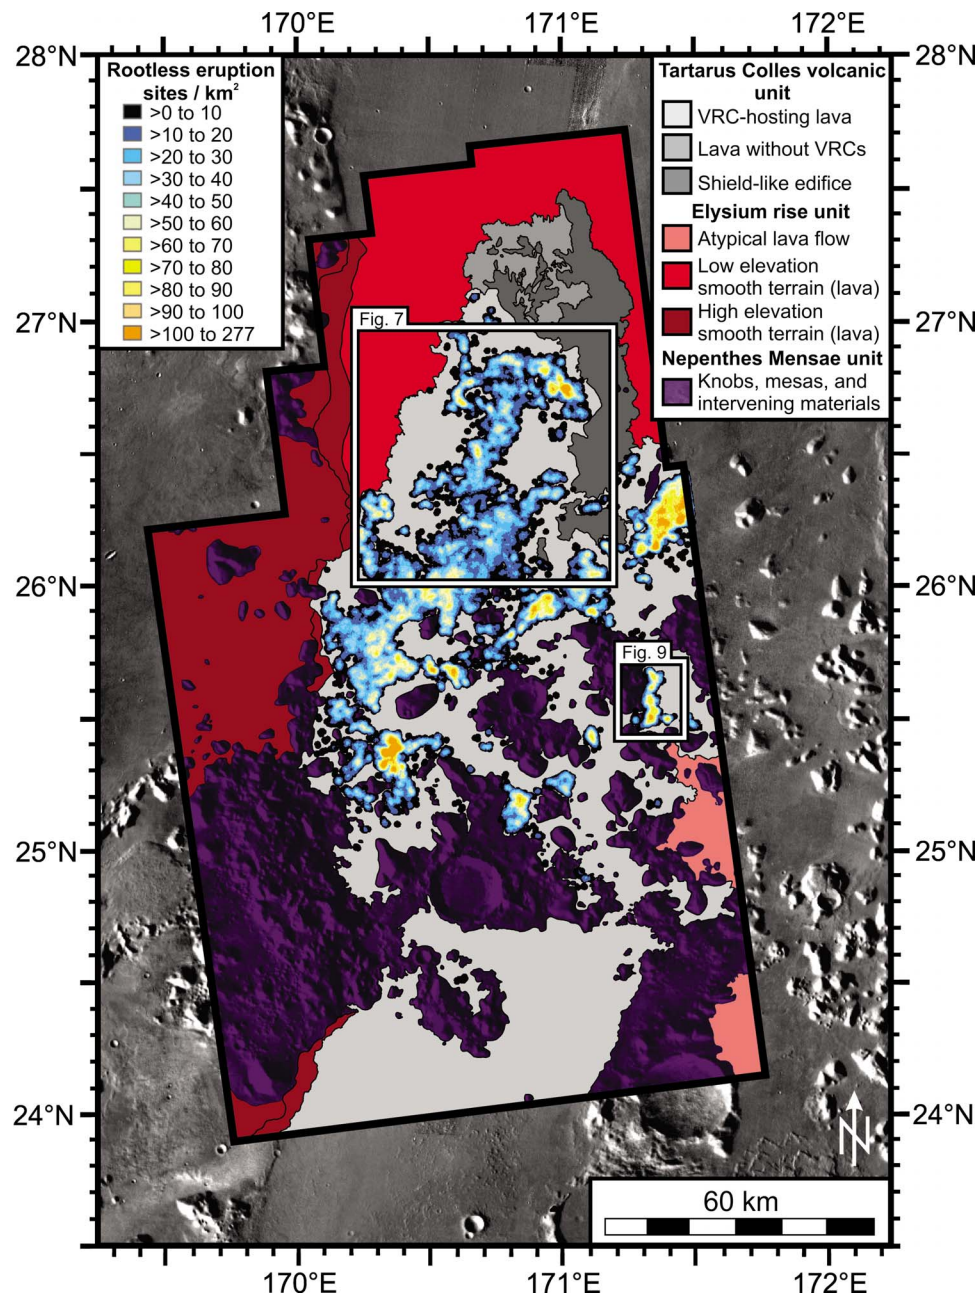 170°E 171°E 172°E
28°N 28°N
Rootless eruption
sites / km²
>0 to 10
>10 to 20
>20 to 30
>30 to 40
>40 to 50
>50 to 60
>60 to 70
>70 to 80
>80 to 90
>90 to 100
>100 to 277
Tartarus Colles volcanic
unit
VRC-hosting lava
Lava without VRCs
Shield-like edifice
Elysium rise unit
Atypical lava flow
Low elevation
smooth terrain (lava)
High elevation
smooth terrain (lava)
Nepenthes Mensae unit
Knobs, mesas, and
intervening materials
27°N 27°N
Fig. 7
26°N 26°N
Fig. 9
25°N 25°N
24°N 24°N
N
60 km
170°E 171°E 172°E